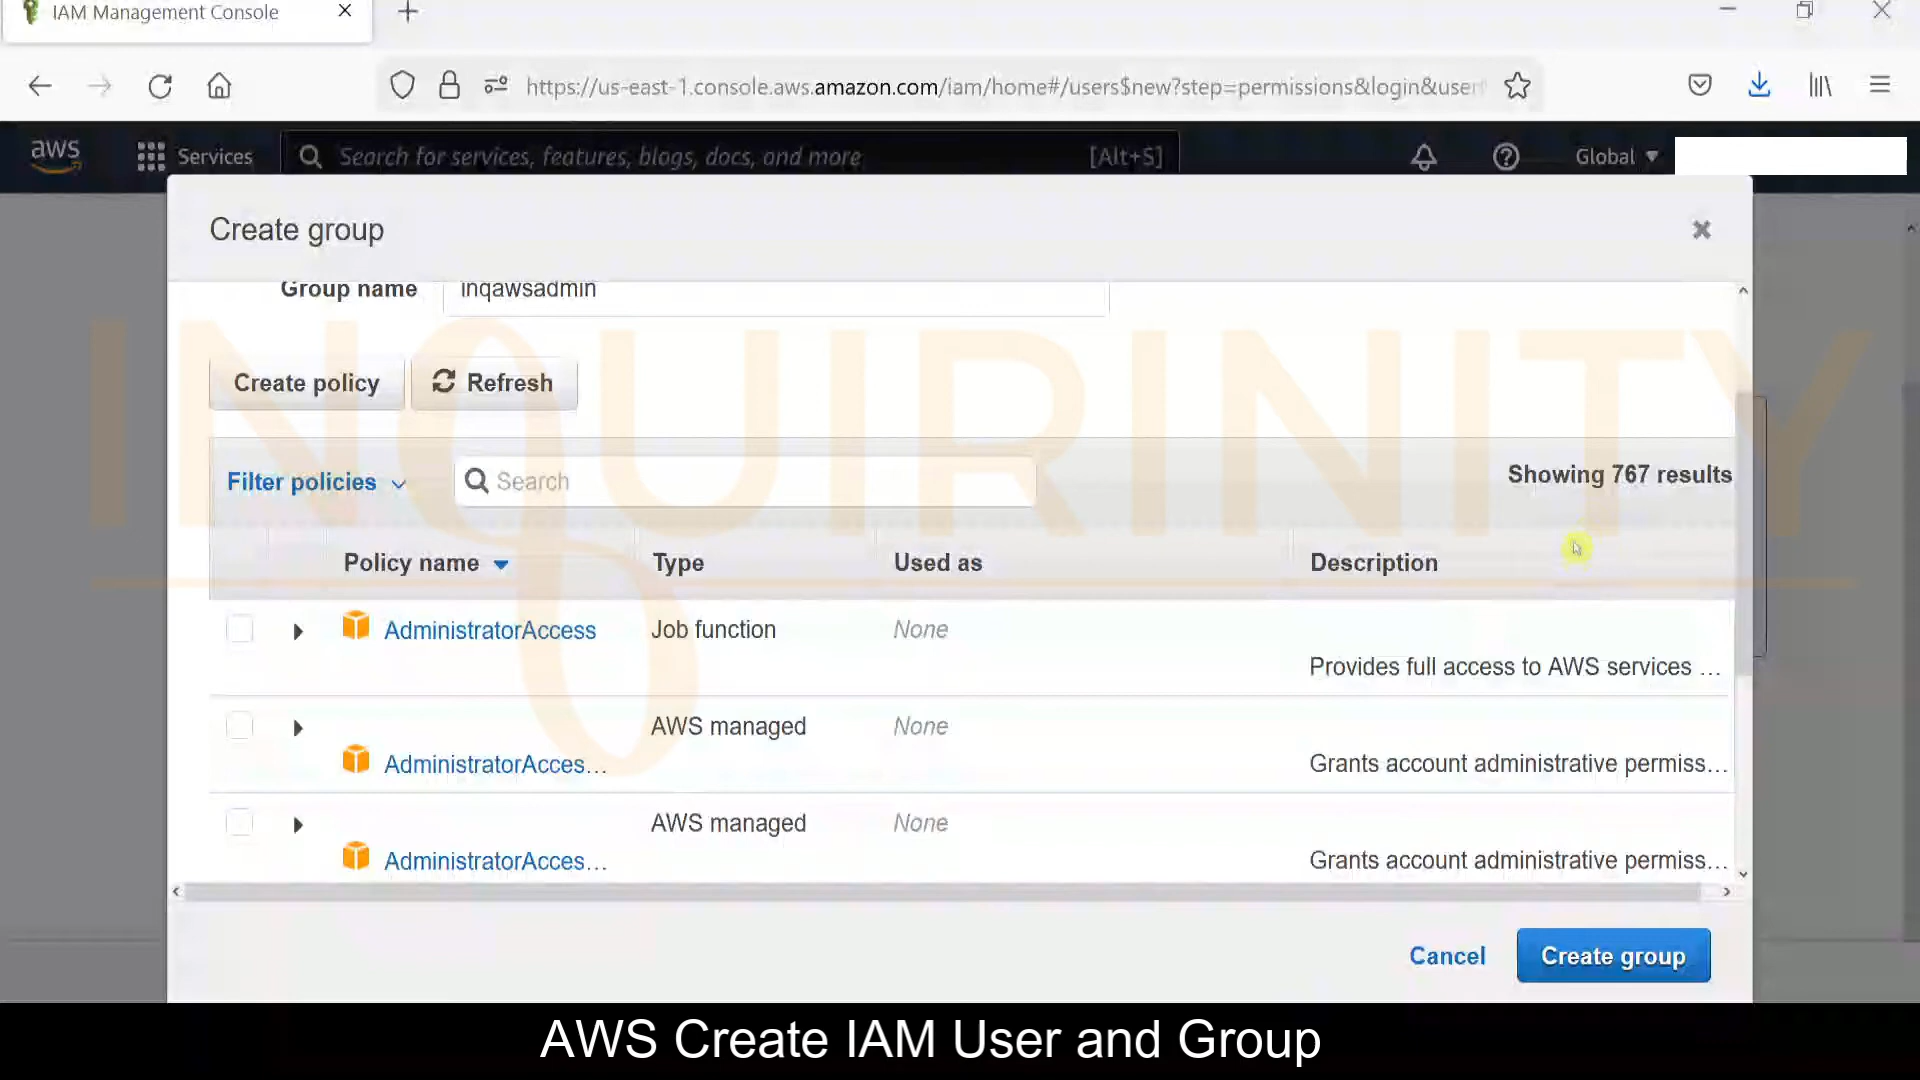 IAM Management Console
https://us-east-1.console.aws.amazon.com/iam/home#/users$new?step=permissions&login&user
aws
Services
Search for services, features, blogs, docs, and more
[Alt+S]
Global
Create group
Group name
inqawsadmin
INQUIRINITY
Create policy
Refresh
Filter policies
Search
Showing 767 results
Policy name
Type
Used as
Description
AdministratorAccess
Job function
None
Provides full access to AWS services ...
AWS managed
None
AdministratorAcces...
Grants account administrative permiss...
AWS managed
None
AdministratorAcces...
Grants account administrative permiss...
Cancel
Create group
AWS Create IAM User and Group